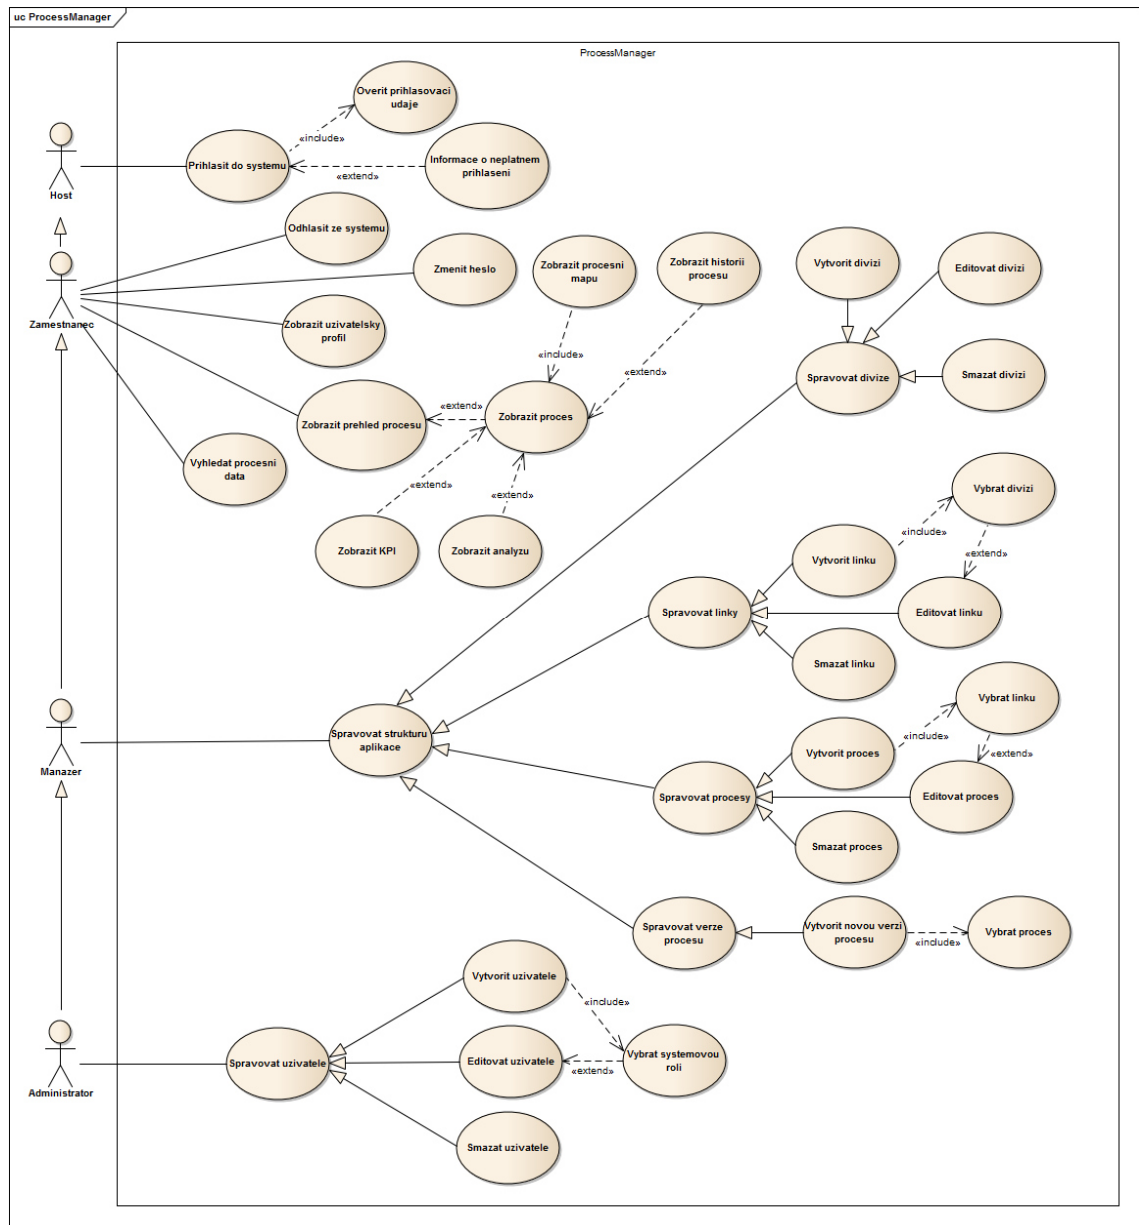 uc ProcessManager
ProcessManager
Overit prihlasovaci
udaje
«include»
Prihlasit do systemu
Informace o neplatnem
prihlaseni
«extend»
Host
Odhlasit ze systemu
Zmenit heslo
Zobrazit procesni
mapu
Zobrazit historii
procesu
Vytvorit divizi
Editovat divizi
Zamestnanec
Zobrazit uzivatelsky
profil
«include»
«extend»
Spravovat divize
Smazat divizi
Zobrazit prehled procesu
«extend»
Zobrazit proces
Vyhledat procesni
data
«extend»
«extend»
Zobrazit KPI
Zobrazit analyzu
Vybrat divizi
«include»
«extend»
Vytvorit linku
Spravovat linky
Editovat linku
Smazat linku
Vybrat linku
«include»
«extend»
Spravovat strukturu
aplikace
Vytvorit proces
Manazer
Spravovat procesy
Editovat proces
Smazat proces
Spravovat verze
procesu
Vytvorit novou verzi
procesu
«include»
Vybrat proces
Vytvorit uzivatele
«include»
Spravovat uzivatele
Editovat uzivatele
«extend»
Vybrat systemovou
roli
Administrator
Smazat uzivatele